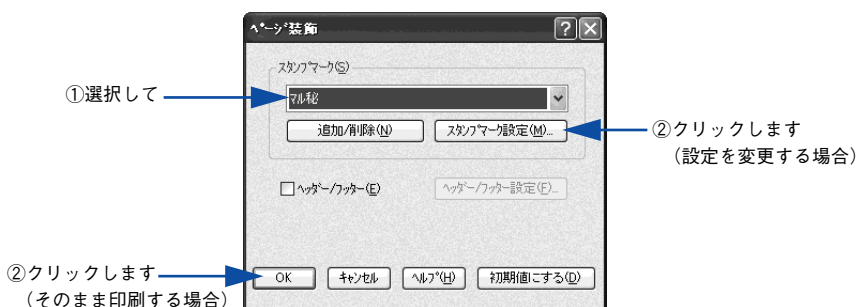 ページ装飾
スタンプマーク(S)
①選択して
マル秘
追加/削除(N)
スタンプマーク設定(M)...
②クリックします
(設定を変更する場合)
ヘッダー/フッター(E)
ヘッダー/フッター設定(F)...
②クリックします
(そのまま印刷する場合)
OK
キャンセル
ヘルプ(H)
初期値にする(D)